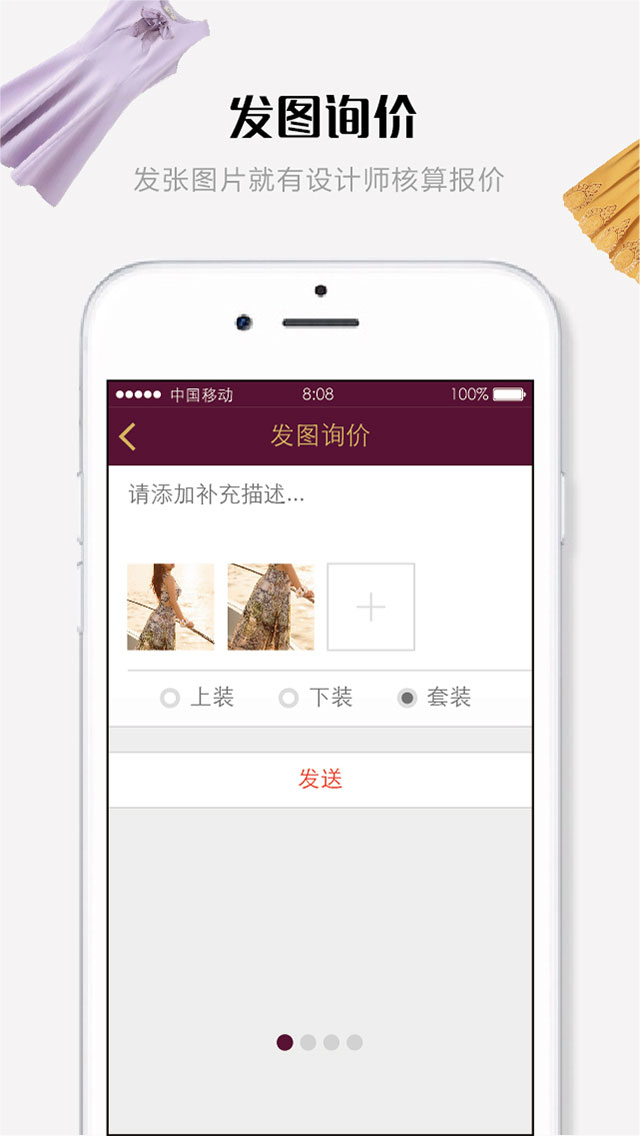 发图询价
发张图片就有设计师核算报价
中国移动 8:08 100%
发图询价
请添加补充描述...
上装 下装 套装
发送